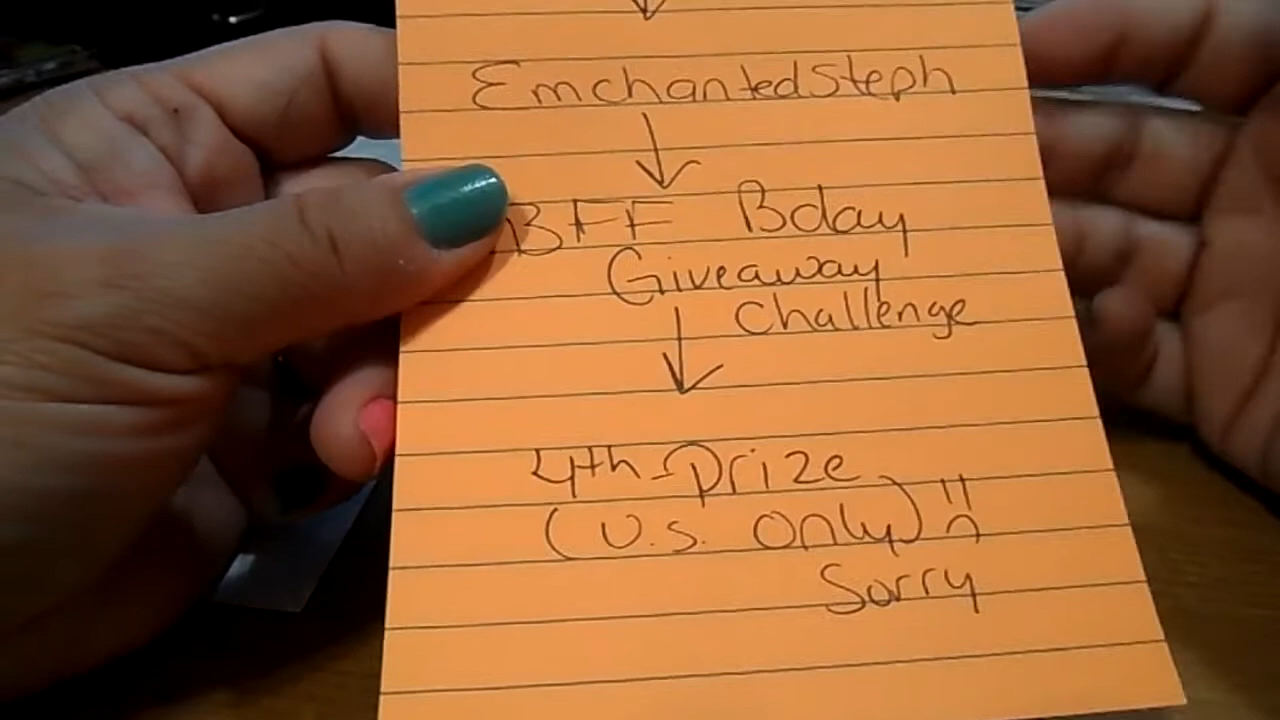 EmchantedSteph
BFF Bday
Giveaway
Challenge
4th-Prize
(U.S. Only)
Sorry